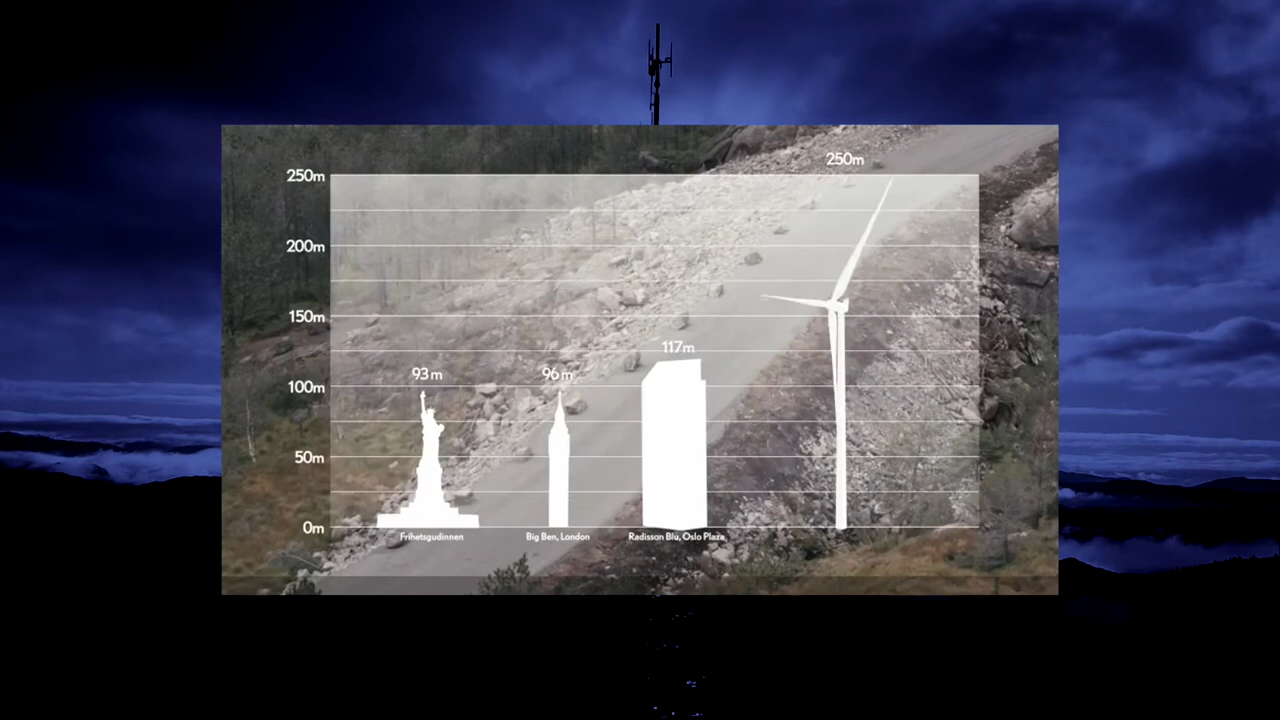 250m
250m
200m
150m
117m
93m
96m
100m
50m
0m
Frihetsgudinnen
Big Ben, London
Radisson Blu, Oslo Plaza